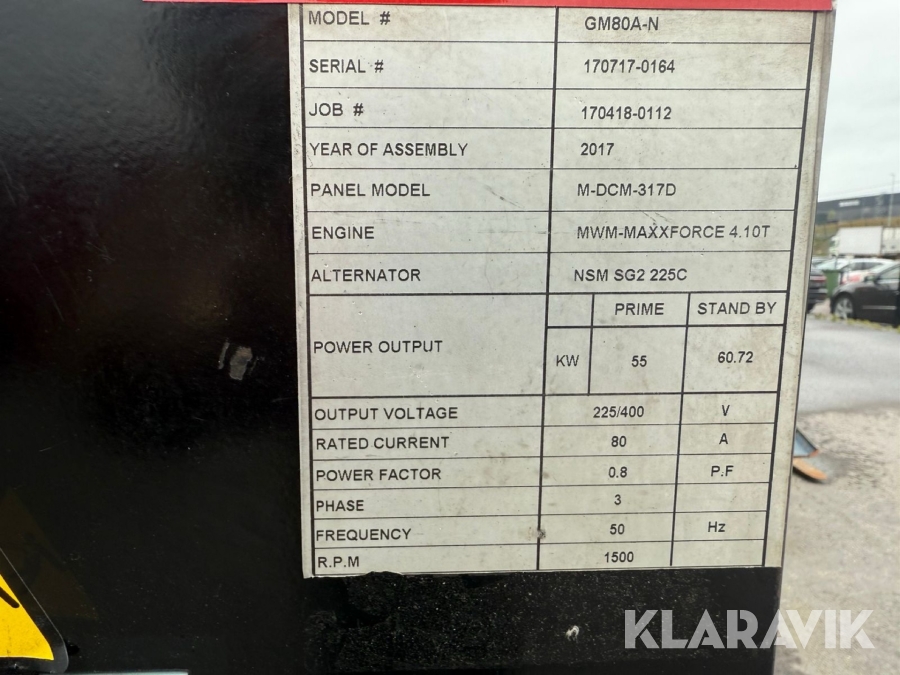 MODEL # GM80A-N
SERIAL # 170717-0164
JOB # 170418-0112
YEAR OF ASSEMBLY 2017
PANEL MODEL M-DCM-317D
ENGINE MWM-MAXXFORCE 4.10T
ALTERNATOR NSM SG2 225C
PRIME STAND BY
POWER OUTPUT KW 55 60.72
OUTPUT VOLTAGE 225/400 V
RATED CURRENT 80 A
POWER FACTOR 0.8 P.F
PHASE 3
FREQUENCY 50 Hz
R.P.M 1500
KLARAVIK